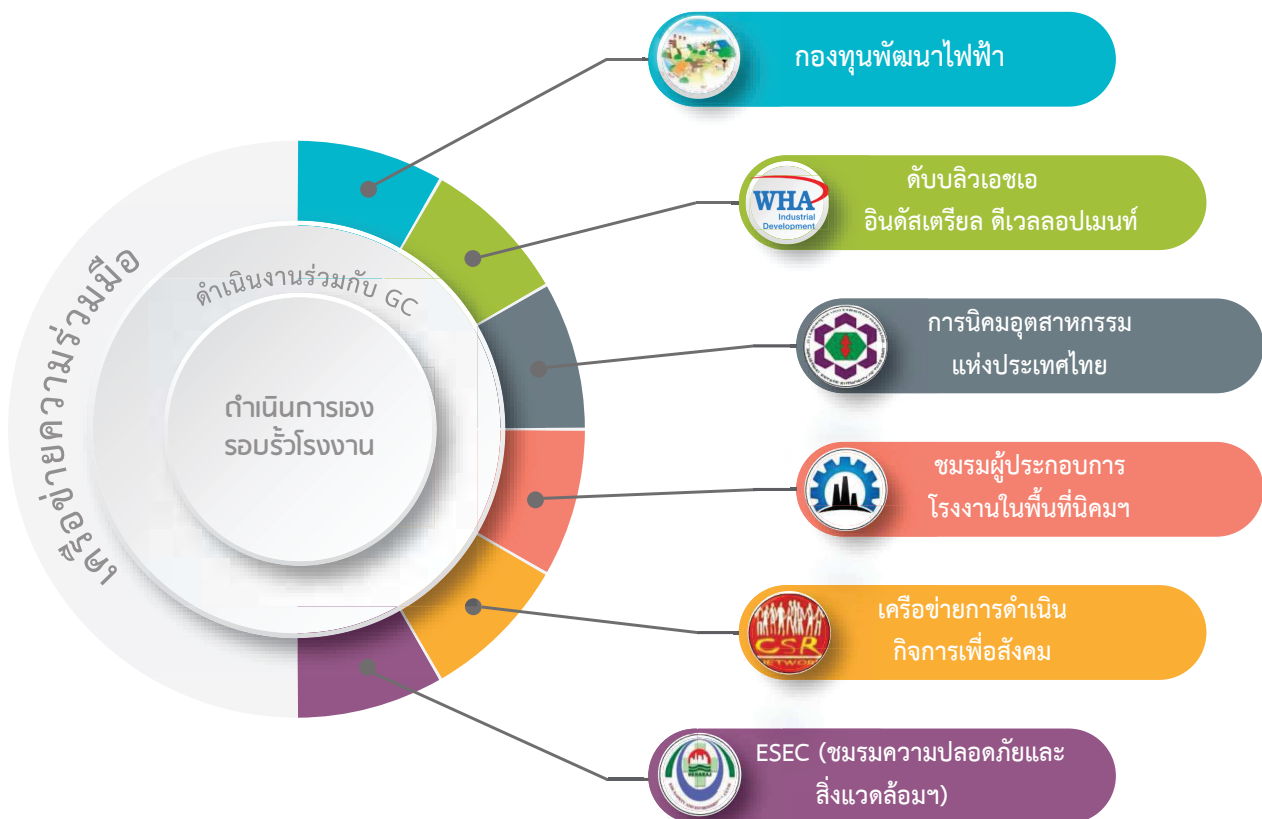 กองทุนพัฒนาไฟฟ้า
WHA
Industrial
Development
ดับบลิวเอชเอ
อินดัสเตรียล ดีเวลลอปเมนท์
เครือข่ายความร่วมมือ
ดำเนินงานร่วมกับ GC
ดำเนินการเอง
รอบรั้วโรงงาน
การนิคมอุตสาหกรรม
แห่งประเทศไทย
ชมรมผู้ประกอบการ
โรงงานในพื้นที่นิคมฯ
CSR
NETWORK
เครือข่ายการดำเนิน
กิจการเพื่อสังคม
ESEC (ชมรมความปลอดภัยและ
สิ่งแวดล้อมฯ)